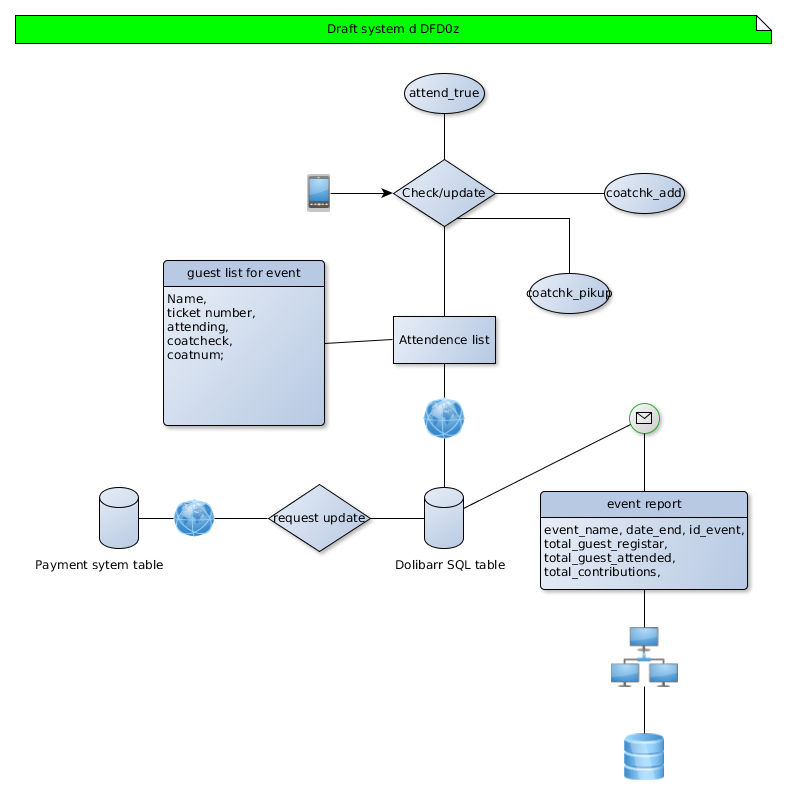 Draft system d DFD0z
attend_true
Check/update
coatchk_add
coatchk_pikup
guest list for event
Name,
ticket number,
attending,
coatcheck,
coatnum;
Attendence list
request update
Payment sytem table
Dolibarr SQL table
event report
event_name, date_end, id_event,
total_guest_registar,
total_guest_attended,
total_contributions,